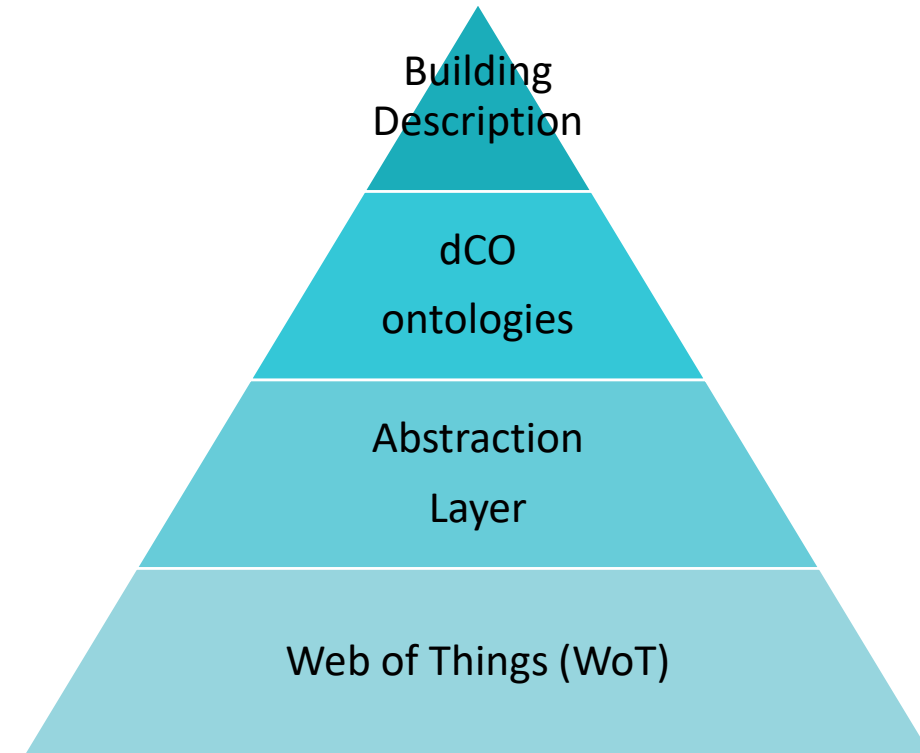 Building
Description
dCO
ontologies
Abstraction
Layer
Web of Things (WoT)